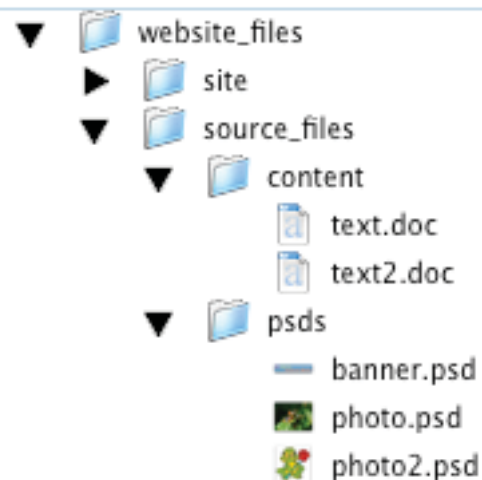 website_files
site
source_files
content
text.doc
text2.doc
psds
banner.psd
photo.psd
photo2.psd